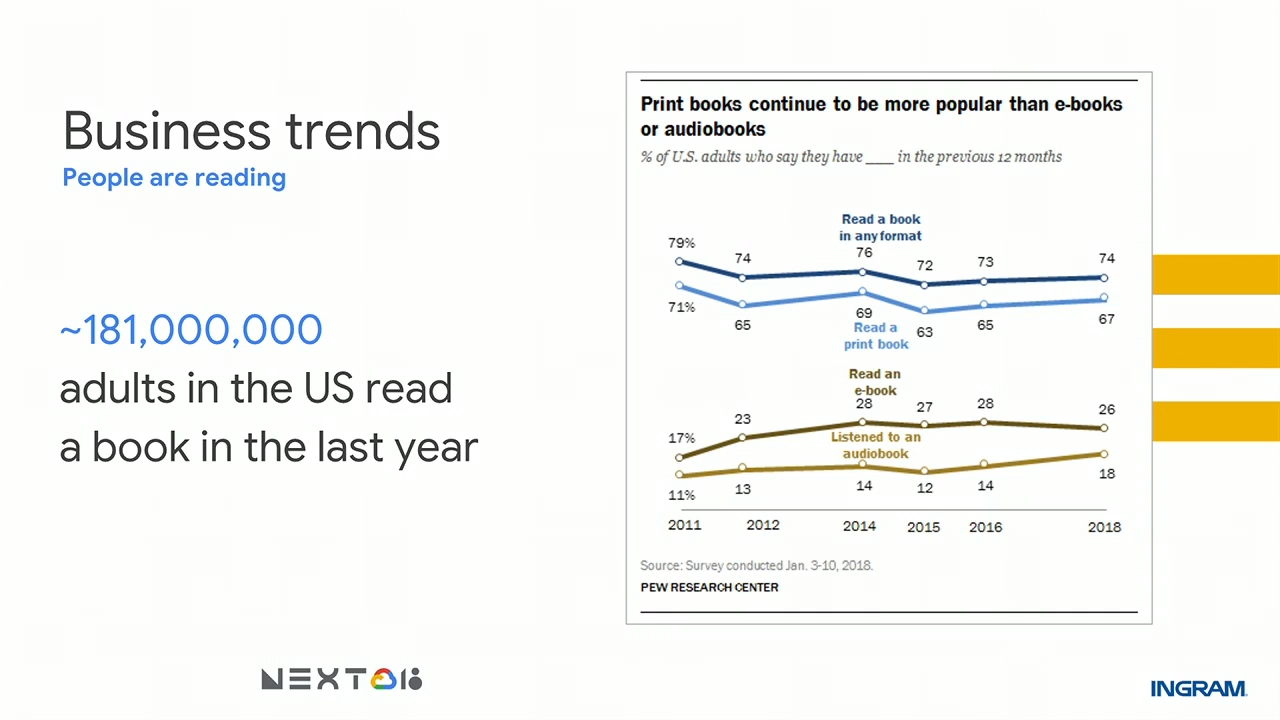 Business trends
People are reading
~181,000,000
adults in the US read
a book in the last year
Print books continue to be more popular than e-books
or audiobooks
% of U.S. adults who say they have ___ in the previous 12 months
Read a book
in any format
79%
74
76
72
73
74
71%
65
69
63
65
67
Read a
print book
Read an
e-book
17%
23
28
27
28
26
Listened to an
audiobook
11%
13
14
12
14
18
2011
2012
2014
2015
2016
2018
Source: Survey conducted Jan. 3-10, 2018.
PEW RESEARCH CENTER
NEXT 18
INGRAM